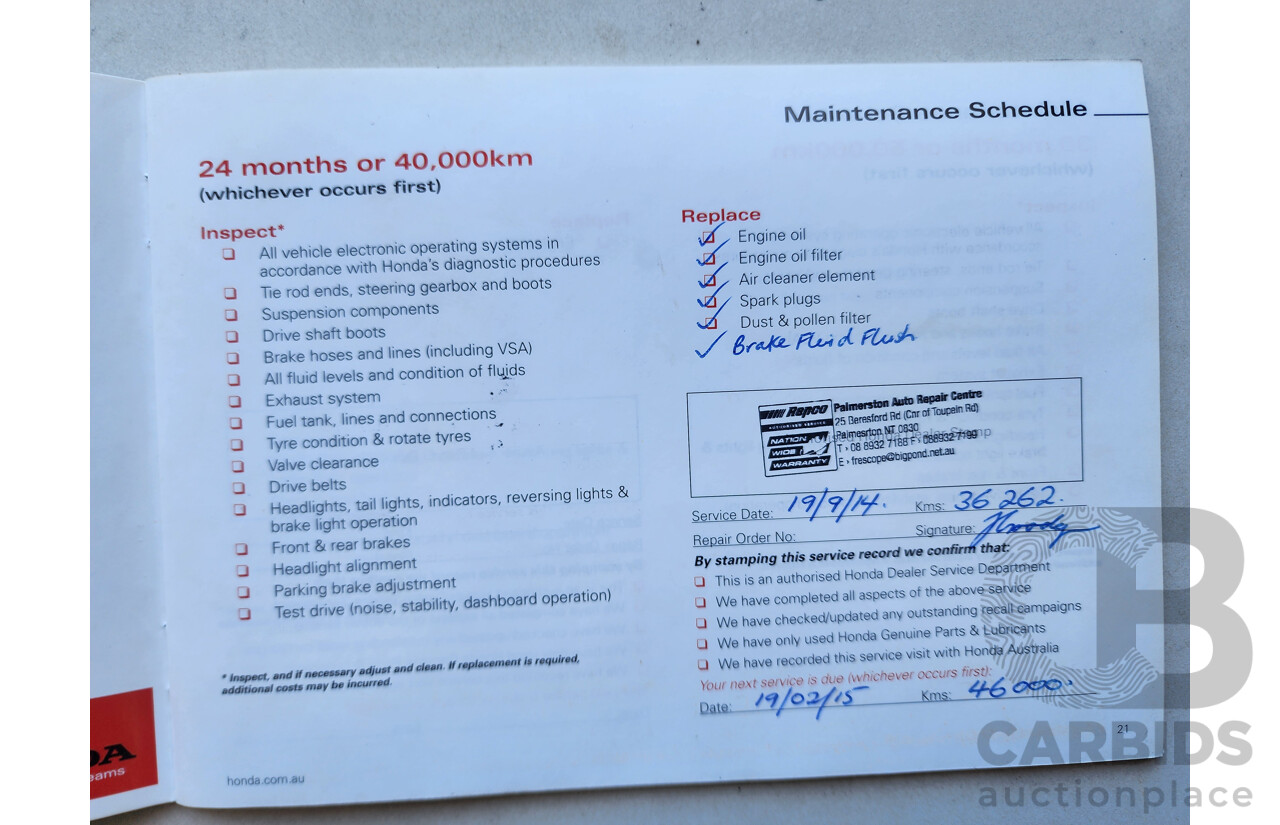 Maintenance Schedule
24 months or 40,000km
(whichever occurs first)
Inspect*
All vehicle electronic operating systems in
accordance with Honda's diagnostic procedures
Tie rod ends, steering gearbox and boots
Suspension components
Drive shaft boots
Brake hoses and lines (including VSA)
All fluid levels and condition of fluids
Exhaust system
Fuel tank, lines and connections
Tyre condition & rotate tyres
Valve clearance
Drive belts
Headlights, tail lights, indicators, reversing lights &
brake light operation
Front & rear brakes
Headlight alignment
Parking brake adjustment
Test drive (noise, stability, dashboard operation)
* Inspect, and if necessary adjust and clean. If replacement is required,
additional costs may be incurred.
honda.com.au
Replace
Engine oil
Engine oil filter
Air cleaner element
Spark plugs
Dust & pollen filter
Brake Fluid Flush
Repco
AUTHORISED SERVICE
NATION
WIDE
WARRANTY
Palmerston Auto Repair Centre
25 Beresford Rd (Cnr of Toupein Rd)
Palmerston NT 0830
Dealer Stamp
T › 08 8932 7188 F › 088932 7199
E › frescope@bigpond.net.au
Service Date: 19/9/14. Kms: 36 262.
Repair Order No: Signature:
By stamping this service record we confirm that:
This is an authorised Honda Dealer Service Department
We have completed all aspects of the above service
We have checked/updated any outstanding recall campaigns
We have only used Honda Genuine Parts & Lubricants
We have recorded this service visit with Honda Australia
Your next service is due (whichever occurs first):
Date: 19/02/15 Kms: 46 000.
21
DA
eams
B
CARBIDS
auctionplace